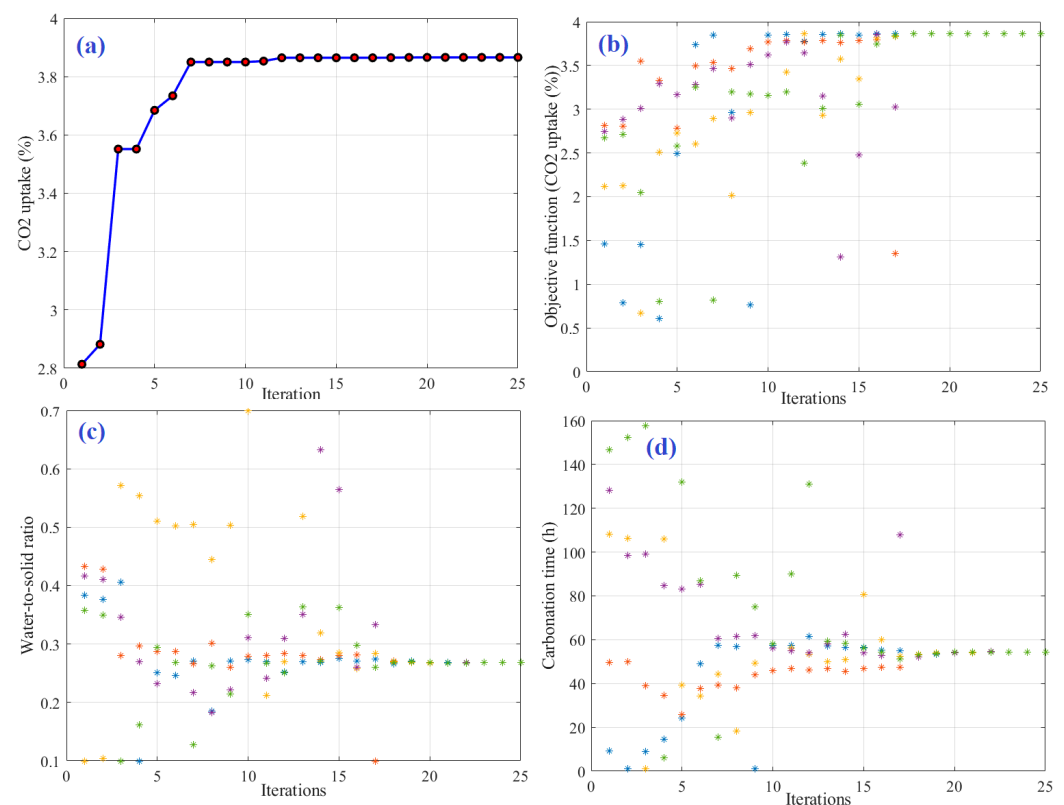 (a)
CO2 uptake (%)
4
3.8
3.6
3.4
3.2
3
2.8
0 5 10 15 20 25
Iteration
(b)
Objective function (CO2 uptake (%))
4
3.5
3
2.5
2
1.5
1
0.5
0
0 5 10 15 20 25
Iterations
(c)
Water-to-solid ratio
0.7
0.6
0.5
0.4
0.3
0.2
0.1
0 5 10 15 20 25
Iterations
(d)
Carbonation time (h)
160
140
120
100
80
60
40
20
0
0 5 10 15 20 25
Iterations